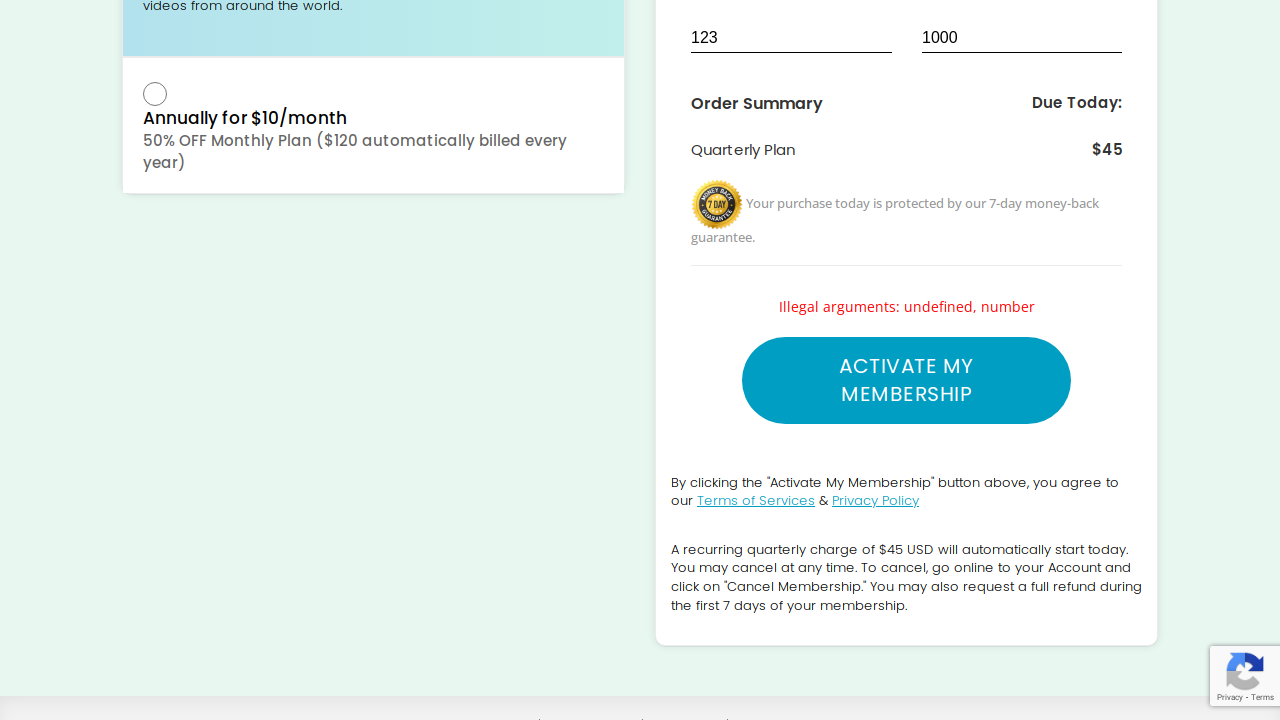 videos from around the world.
Annually for $10/month
50% OFF Monthly Plan ($120 automatically billed every
year)
123
1000
Order Summary
Due Today:
Quarterly Plan
$45
MONEY BACK
7 DAY
GUARANTEE
Your purchase today is protected by our 7-day money-back
guarantee.
Illegal arguments: undefined, number
ACTIVATE MY
MEMBERSHIP
By clicking the "Activate My Membership" button above, you agree to
our Terms of Services & Privacy Policy
A recurring quarterly charge of $45 USD will automatically start today.
You may cancel at any time. To cancel, go online to your Account and
click on "Cancel Membership." You may also request a full refund during
the first 7 days of your membership.
Privacy - Terms